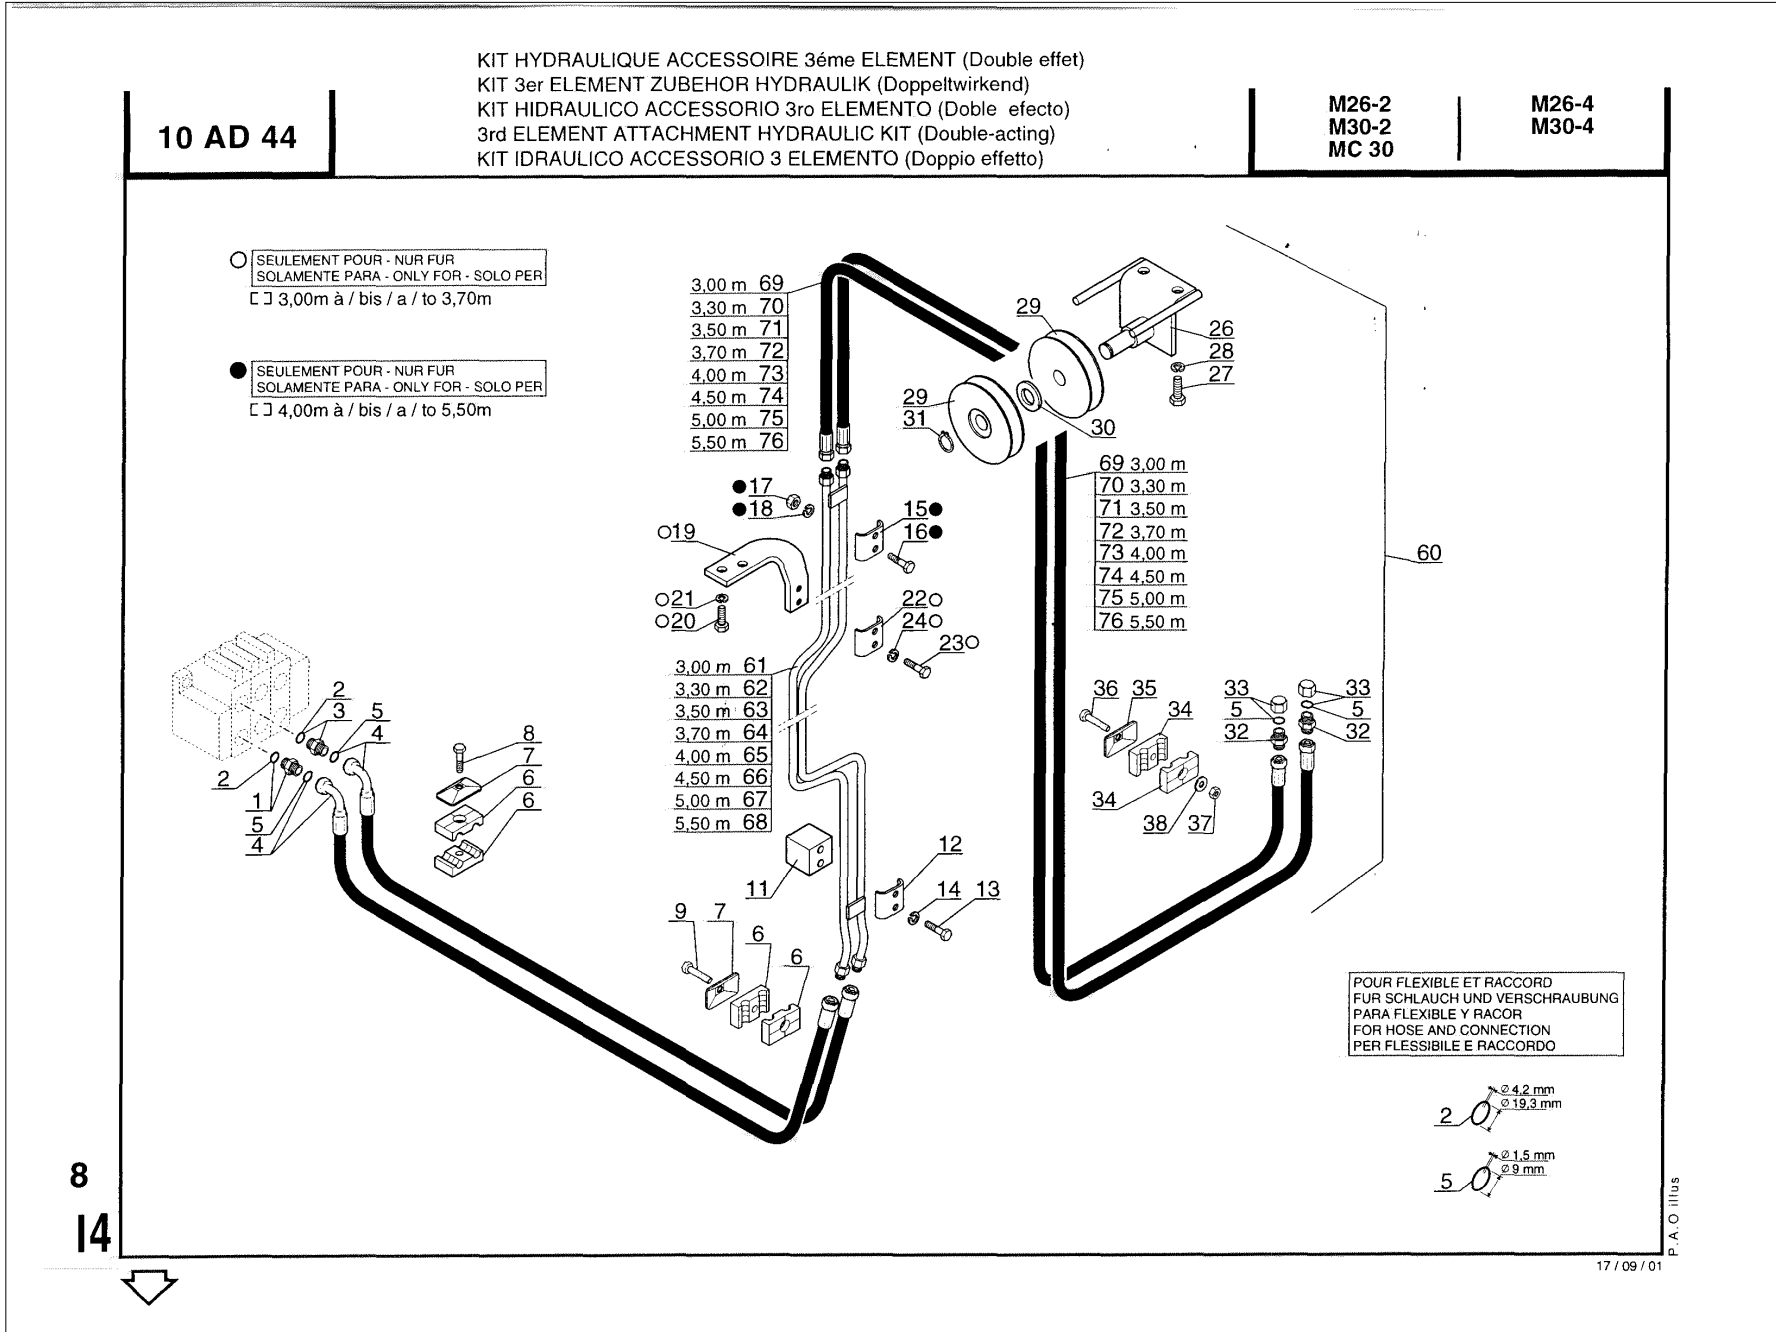 KIT HYDRAULIQUE ACCESSOIRE 3éme ELEMENT (Double effet)
KIT 3er ELEMENT ZUBEHOR HYDRAULIK (Doppeltwirkend)
KIT HIDRAULICO ACCESSORIO 3ro ELEMENTO (Doble efecto)
3rd ELEMENT ATTACHMENT HYDRAULIC KIT (Double-acting)
KIT IDRAULICO ACCESSORIO 3 ELEMENTO (Doppio effetto)
10 AD 44
M26-2
M30-2
MC 30
M26-4
M30-4
SEULEMENT POUR - NUR FUR
SOLAMENTE PARA - ONLY FOR - SOLO PER
3,00m à / bis / a / to 3,70m
SEULEMENT POUR - NUR FUR
SOLAMENTE PARA - ONLY FOR - SOLO PER
4,00m à / bis / a / to 5,50m
3,00 m 69
3,30 m 70
3,50 m 71
3,70 m 72
4,00 m 73
4,50 m 74
5,00 m 75
5,50 m 76
29
26
28
27
29
31
30
69 3,00 m
70 3,30 m
71 3,50 m
72 3,70 m
73 4,00 m
74 4,50 m
75 5,00 m
76 5,50 m
60
17
18
15
16
19
21
20
22
24
23
3,00 m 61
3,30 m 62
3,50 m 63
3,70 m 64
4,00 m 65
4,50 m 66
5,00 m 67
5,50 m 68
2
3
5
4
2
1
5
4
8
7
6
6
36
35
34
34
38
37
33
5
32
33
5
32
11
12
14
13
9
7
6
6
POUR FLEXIBLE ET RACCORD
FUR SCHLAUCH UND VERSCHRAUBUNG
PARA FLEXIBLE Y RACOR
FOR HOSE AND CONNECTION
PER FLESSIBILE E RACCORDO
Ø 4,2 mm
Ø 19,3 mm
2
Ø 1,5 mm
Ø 9 mm
5
8
I4
P.A.O illus
17 / 09 / 01